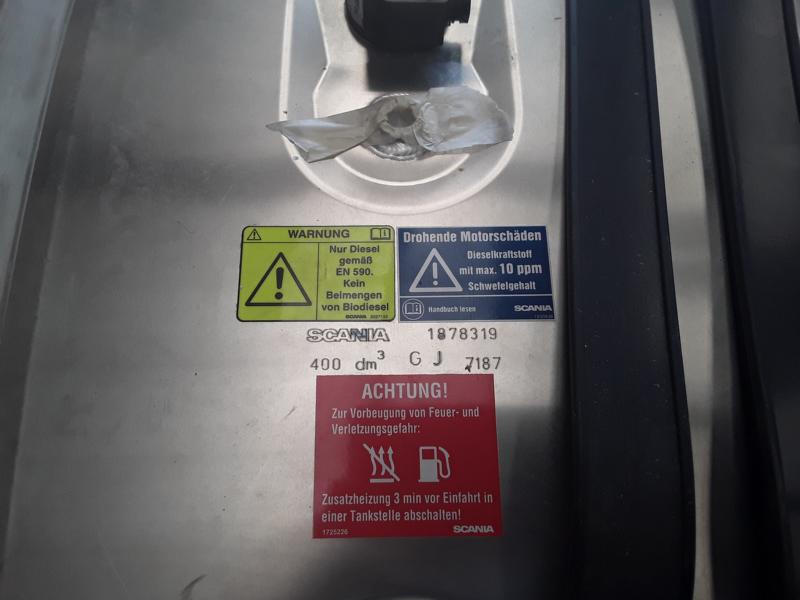 WARNUNG
Nur Diesel
gemäß
EN 590.
Kein
Beimengen
von Biodiesel
SCANIA
Drohende Motorschäden
Dieselkraftstoff
mit max. 10 ppm
Schwefelgehalt
Handbuch lesen SCANIA
SCANIA 1878319
400 dm³ G J 7187
ACHTUNG!
Zur Vorbeugung von Feuer- und
Verletzungsgefahr:
Zusatzheizung 3 min vor Einfahrt in
einer Tankstelle abschalten!
1725226 SCANIA